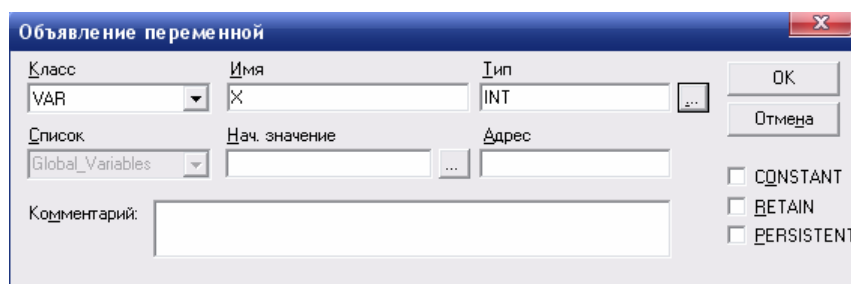 Объявление переменной
Класс Имя Тип
VAR X INT ... OK
Отмена
Список Нач. значение Адрес
Global_Variables ...
CONSTANT
Комментарий: RETAIN
PERSISTENT